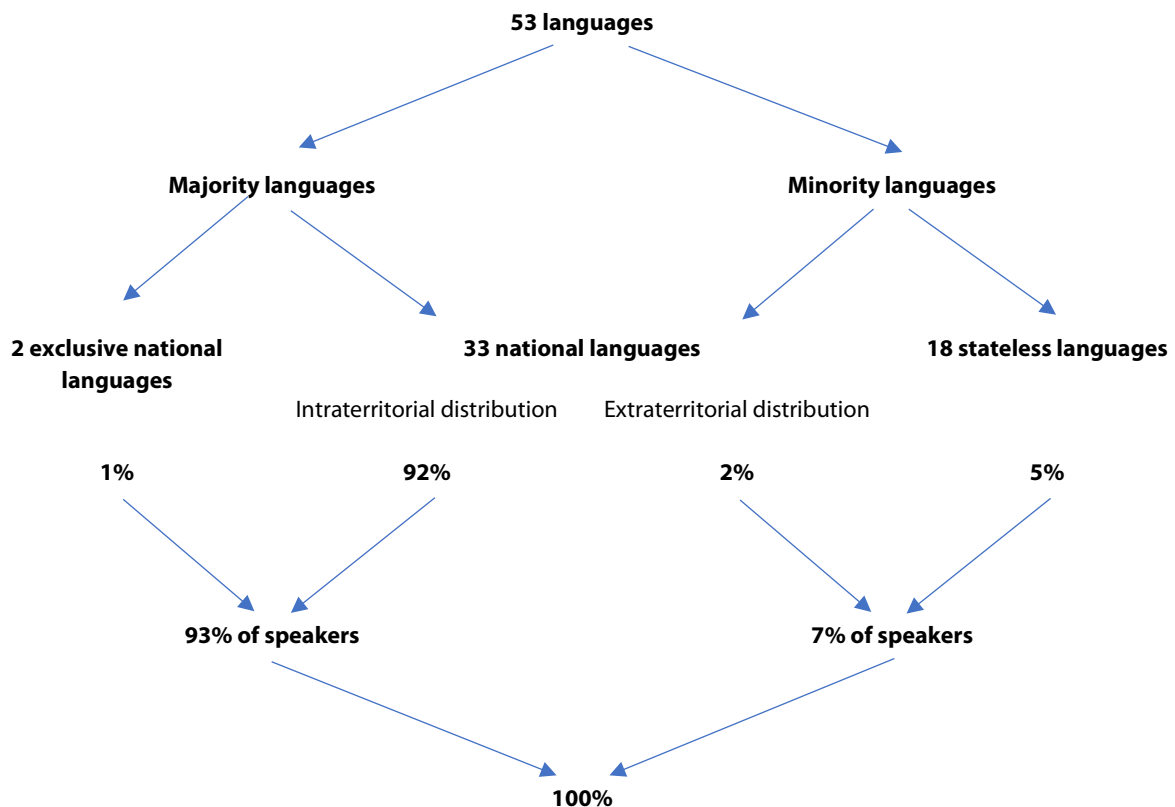 53 languages
Majority languages
Minority languages
2 exclusive national
languages
33 national languages
18 stateless languages
Intraterritorial distribution
Extraterritorial distribution
1%
92%
2%
5%
93% of speakers
7% of speakers
100%